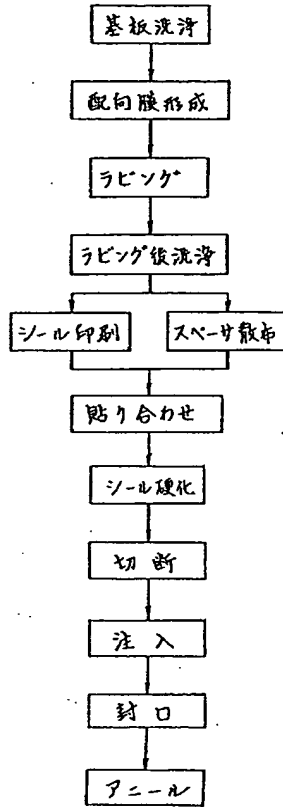 基板洗浄
配向膜形成
ラビング
ラビング後洗浄
シール印刷
スペーサ散布
貼り合わせ
シール硬化
切断
注入
封口
アニール